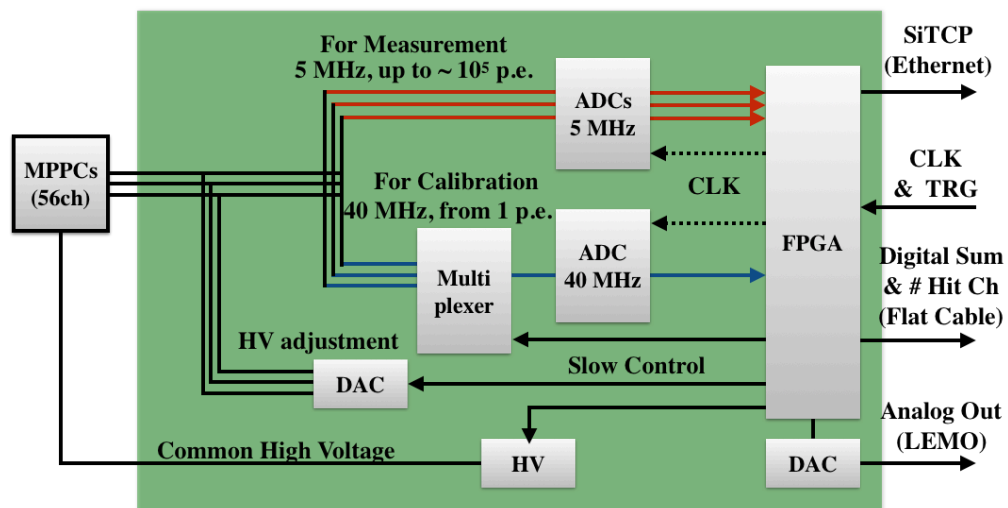 For Measurement
5 MHz, up to ~ 10⁵ p.e.
ADCs
5 MHz
SiTCP
(Ethernet)
MPPCs
(56ch)
For Calibration
40 MHz, from 1 p.e.
CLK
CLK
& TRG
FPGA
Multi
plexer
ADC
40 MHz
Digital Sum
& # Hit Ch
(Flat Cable)
HV adjustment
DAC
Slow Control
Common High Voltage
HV
DAC
Analog Out
(LEMO)